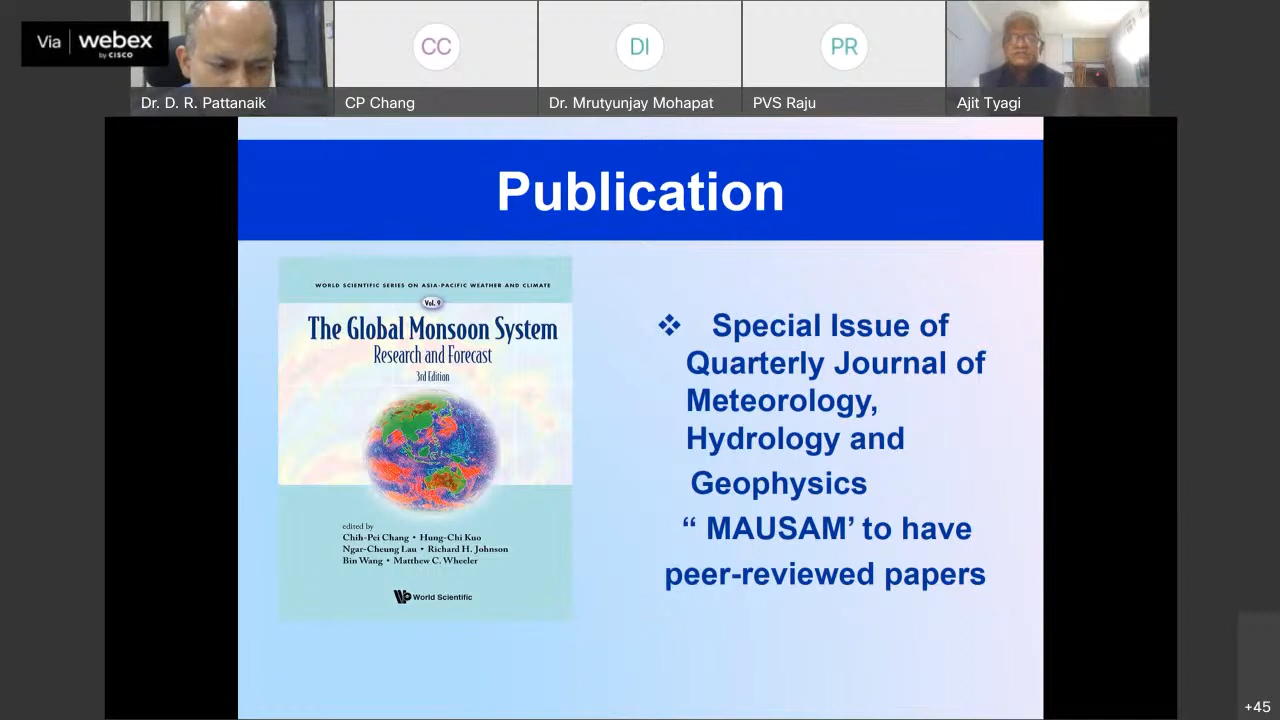 Via webex
by CISCO
Dr. D. R. Pattanaik
CC
CP Chang
DI
Dr. Mrutyunjay Mohapat
PR
PVS Raju
Ajit Tyagi
Publication
WORLD SCIENTIFIC SERIES ON ASIA-PACIFIC WEATHER AND CLIMATE
Vol. 9
The Global Monsoon System
Research and Forecast
3rd Edition
edited by
Chih-Pei Chang • Hung-Chi Kuo
Ngar-Cheung Lau • Richard H. Johnson
Bin Wang • Matthew C. Wheeler
World Scientific
❖ Special Issue of
Quarterly Journal of
Meteorology,
Hydrology and
Geophysics
“ MAUSAM’ to have
peer-reviewed papers
+45